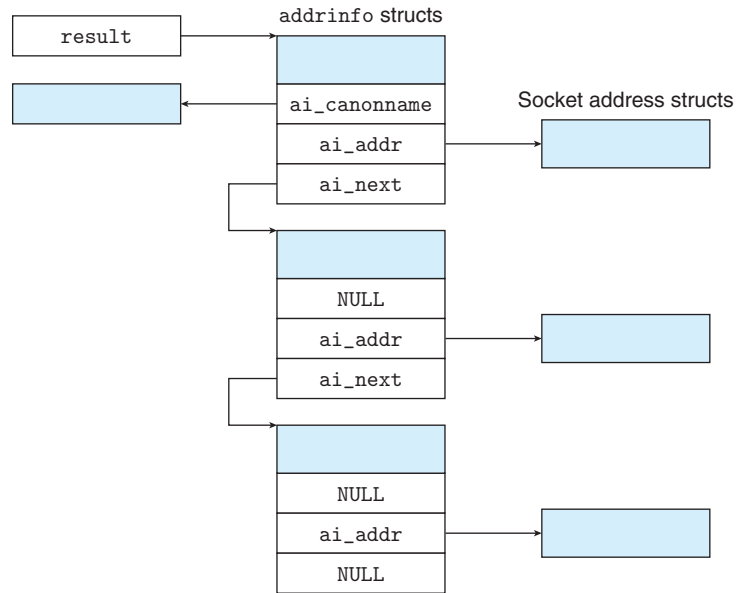 addrinfo structs
result
ai_canonname
Socket address structs
ai_addr
ai_next
NULL
ai_addr
ai_next
NULL
ai_addr
NULL